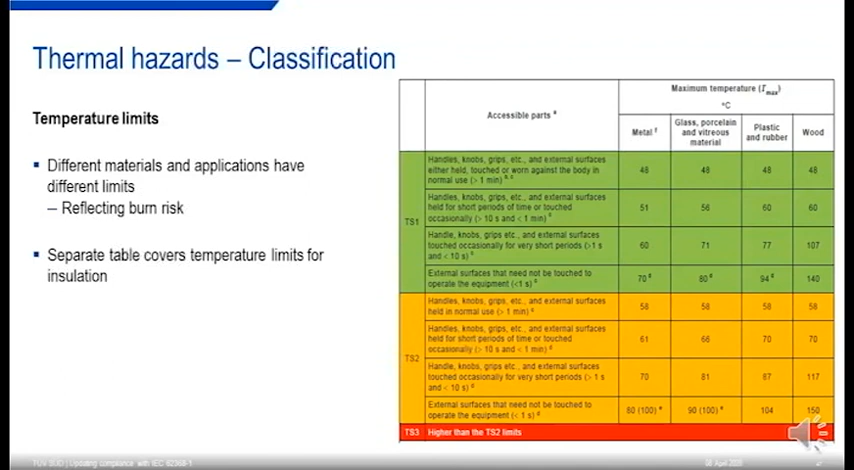 Thermal hazards – Classification
Temperature limits
Different materials and applications have
different limits
– Reflecting burn risk
Separate table covers temperature limits for
insulation
Accessible parts a
Maximum temperature (Tmax)
°C
Metal f
Glass, porcelain
and vitreous
material
Plastic
and rubber
Wood
TS1
Handles, knobs, grips, etc., and external surfaces
either held, touched or worn against the body in
normal use (> 1 min)
48 48 48 48
Handles, knobs, grips etc., and external surfaces
held for short periods of time or touched
occasionally (> 10 s and < 1 min)
51 56 60 60
Handle, knobs, grips etc., and external surfaces
touched occasionally for very short periods (>1 s
and < 10 s)
60 71 77 107
External surfaces that need not be touched to
operate the equipment (<1 s)
70 80 94 140
TS2
Handles, knobs, grips, etc., and external surfaces
held in normal use (> 1 min)
58 58 58 58
Handles, knobs, grips, etc., and external surfaces
held for short periods of time or touched
occasionally (> 10 s and < 1 min)
61 66 70 70
Handle, knobs, grips etc., and external surfaces
touched occasionally for very short periods (> 1 s
and < 10 s)
70 81 87 117
External surfaces that need not be touched to
operate the equipment (< 1 s)
80 (100) 90 (100) 104 150
TS3 Higher than the TS2 limits
TÜV SÜD | Updating compliance with IEC 62368-1